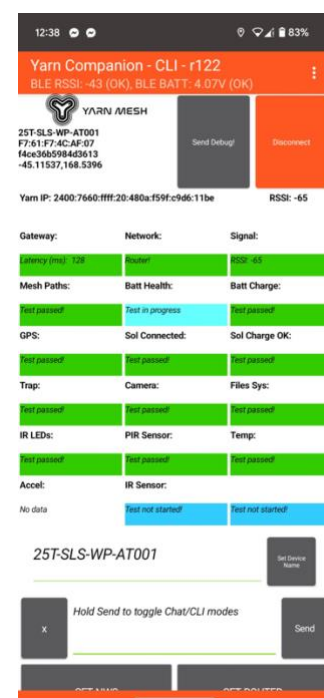 12:38 83%
Yarn Companion - CLI - r122
BLE RSSI: -43 (OK), BLE BATT: 4.07V (OK)
YARN MESH
25T-SLS-WP-AT001
F7:61:F7:4C:AF:07
f4ce36b5984d3613
-45.11537,168.5396
Send Debug!
Disconnect
Yarn IP: 2400:7660:ffff:20:480a:f59f:c9d6:11be RSSI: -65
Gateway: Network: Signal:
Latency (ms): 128 Router! RSSI: -65
Mesh Paths: Batt Health: Batt Charge:
Test passed! Test in progress Test passed!
GPS: Sol Connected: Sol Charge OK:
Test passed! Test passed! Test passed!
Trap: Camera: Files Sys:
Test passed! Test passed! Test passed!
IR LEDs: PIR Sensor: Temp:
Test passed! Test passed! Test passed!
Accel: IR Sensor:
No data Test not started! Test not started!
25T-SLS-WP-AT001
Set Device
Name
x
Hold Send to toggle Chat/CLI modes
Send